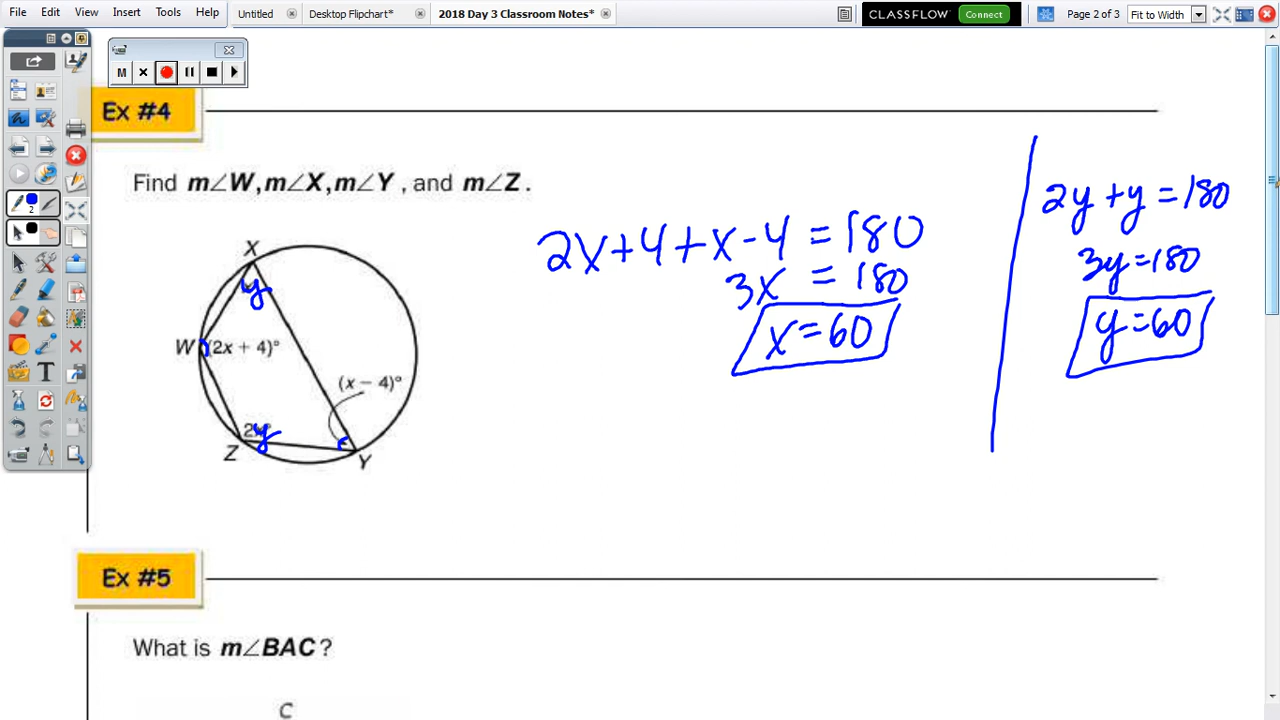 File Edit View Insert Tools Help
Untitled
Desktop Flipchart*
2018 Day 3 Classroom Notes*
CLASSFLOW Connect
Page 2 of 3
Fit to Width
M
2
T
Ex #4
Find m∠W, m∠X, m∠Y, and m∠Z.
X
y
W
(2x + 4)°
(x − 4)°
y
Z
Y
2x+4+x-4=180
3x = 180
x=60
2y+y=180
3y=180
y=60
Ex #5
What is m∠BAC?
C